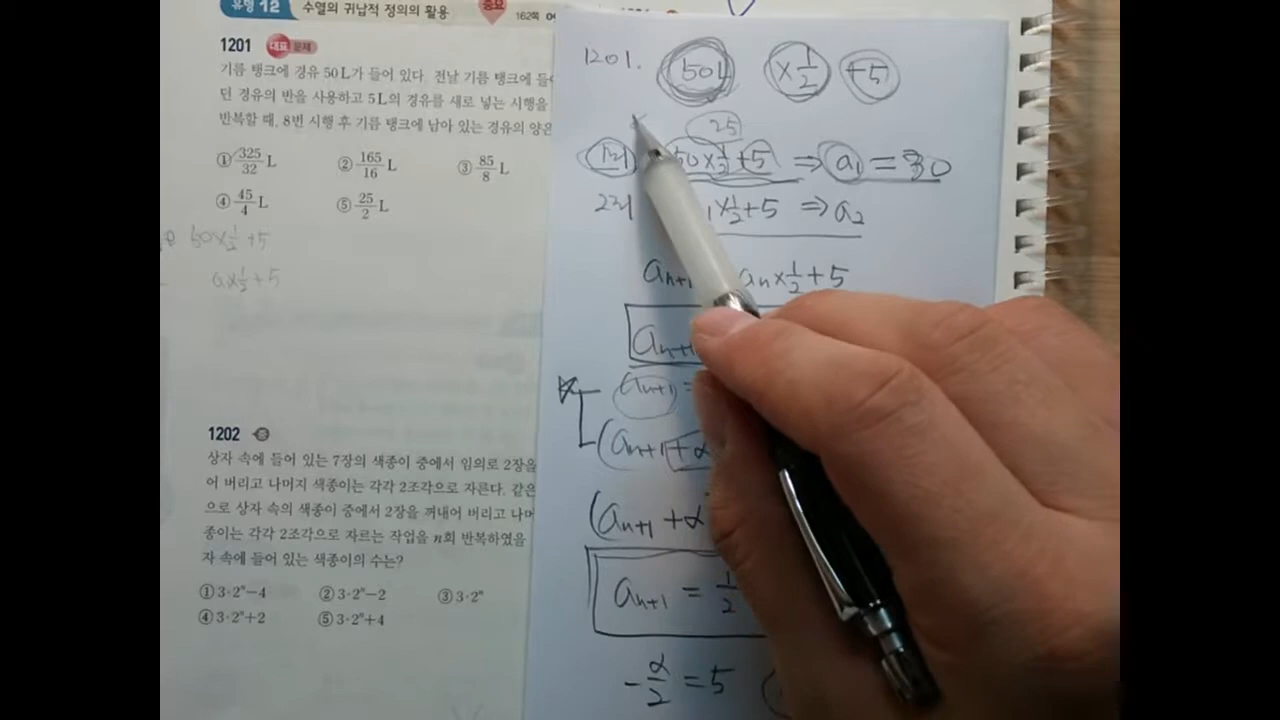 유형 12 수열의 귀납적 정의의 활용
중요
162쪽
1201 대표 문제
기름 탱크에 경유 50L가 들어 있다. 전날 기름 탱크에
던 경유의 반을 사용하고 5L의 경유를 새로 넣는 시행을
반복할 때, 8번 시행 후 기름 탱크에 남아 있는 경유의 양은
① 325/32 L ② 165/16 L ③ 85/8 L
④ 45/4 L ⑤ 25/2 L
50×1/2+5
a×1/2+5
1202 중
상자 속에 들어 있는 7장의 색종이 중에서 임의로 2장을
어 버리고 나머지 색종이는 각각 2조각으로 자른다. 같은
으로 상자 속의 색종이 중에서 2장을 꺼내어 버리고 나머
종이는 각각 2조각으로 자르는 작업을 n회 반복하였을
자 속에 들어 있는 색종이의 수는?
① 3·2ⁿ−4 ② 3·2ⁿ−2 ③ 3·2ⁿ
④ 3·2ⁿ+2 ⑤ 3·2ⁿ+4
1201. 50L ×1/2 +5
25
1회 50×1/2+5 ⇒ a₁ = 30
2회 ×1/2+5 ⇒ a₂
aₙ₊₁ aₙ×1/2+5
aₙ₊₁
aₙ₊₁ =
(aₙ₊₁+α
(aₙ₊₁+α
aₙ₊₁ = 1/2
−α/2 = 5